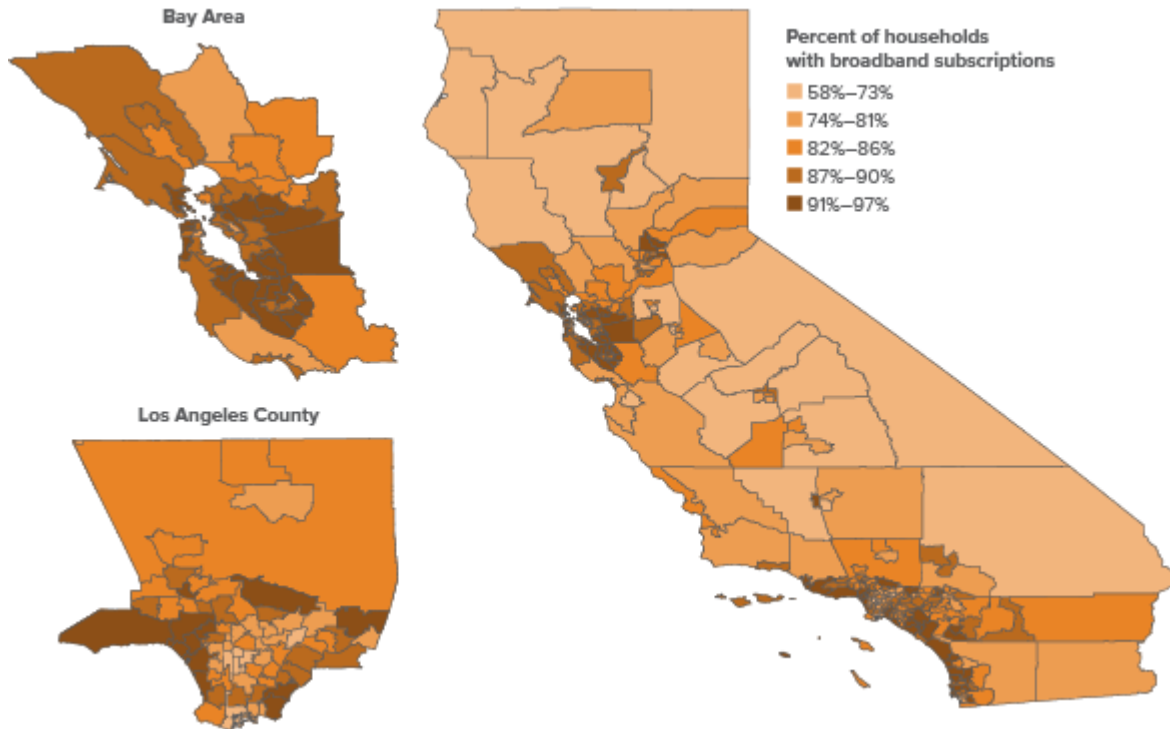 Bay Area
Percent of households
with broadband subscriptions
58%–73%
74%–81%
82%–86%
87%–90%
91%–97%
Los Angeles County